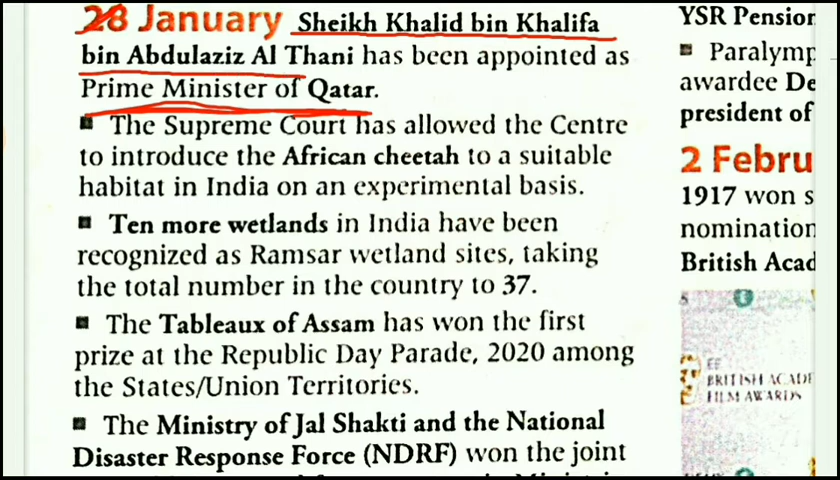 28 January Sheikh Khalid bin Khalifa
bin Abdulaziz Al Thani has been appointed as
Prime Minister of Qatar.
The Supreme Court has allowed the Centre
to introduce the African cheetah to a suitable
habitat in India on an experimental basis.
Ten more wetlands in India have been
recognized as Ramsar wetland sites, taking
the total number in the country to 37.
The Tableaux of Assam has won the first
prize at the Republic Day Parade, 2020 among
the States/Union Territories.
The Ministry of Jal Shakti and the National
Disaster Response Force (NDRF) won the joint
YSR Pension
Paralymp
awardee De
president of
2 Febru
1917 won s
nomination
British Acad
EE
BRITISH ACADE
FILM AWARDS